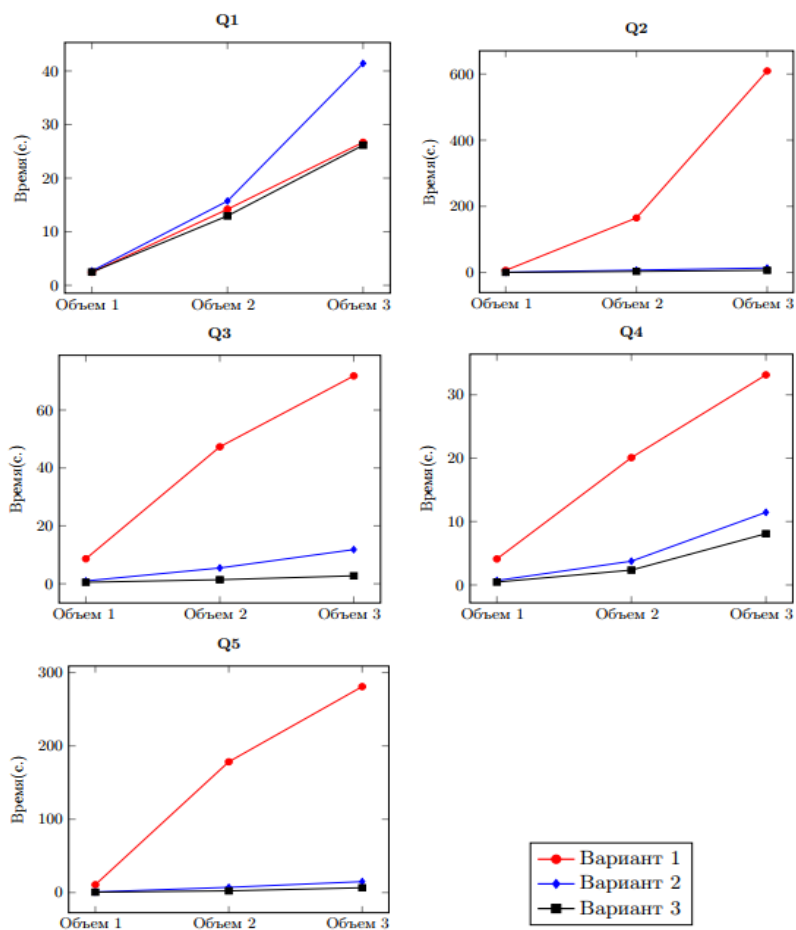 Q1
Время(с.)
40
30
20
10
0
Объем 1 Объем 2 Объем 3
Q2
Время(с.)
600
400
200
0
Объем 1 Объем 2 Объем 3
Q3
Время(с.)
60
40
20
0
Объем 1 Объем 2 Объем 3
Q4
Время(с.)
30
20
10
0
Объем 1 Объем 2 Объем 3
Q5
Время(с.)
300
200
100
0
Объем 1 Объем 2 Объем 3
Вариант 1
Вариант 2
Вариант 3